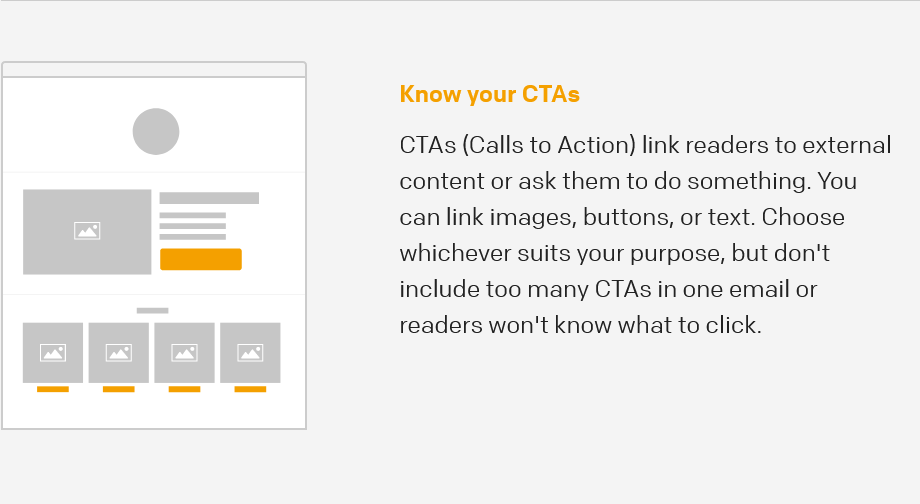 Know your CTAs
CTAs (Calls to Action) link readers to external
content or ask them to do something. You
can link images, buttons, or text. Choose
whichever suits your purpose, but don't
include too many CTAs in one email or
readers won't know what to click.